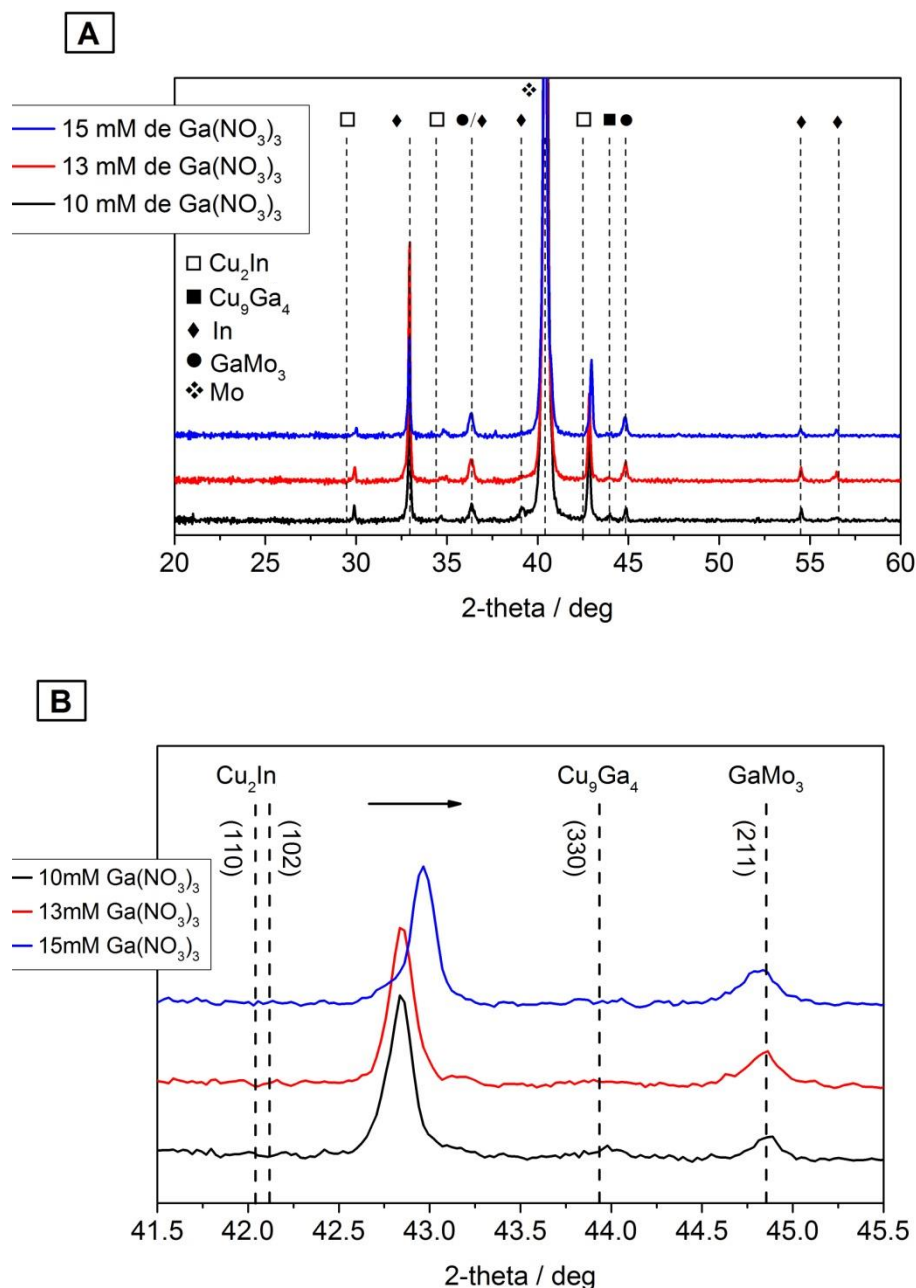 A
15 mM de Ga(NO₃)₃
13 mM de Ga(NO₃)₃
10 mM de Ga(NO₃)₃
/
Cu₂In
Cu₉Ga₄
In
GaMo₃
Mo
20 25 30 35 40 45 50 55 60
2-theta / deg
B
Cu₂In Cu₉Ga₄ GaMo₃
(110) (102) (330) (211)
10mM Ga(NO₃)₃
13mM Ga(NO₃)₃
15mM Ga(NO₃)₃
41.5 42.0 42.5 43.0 43.5 44.0 44.5 45.0 45.5
2-theta / deg